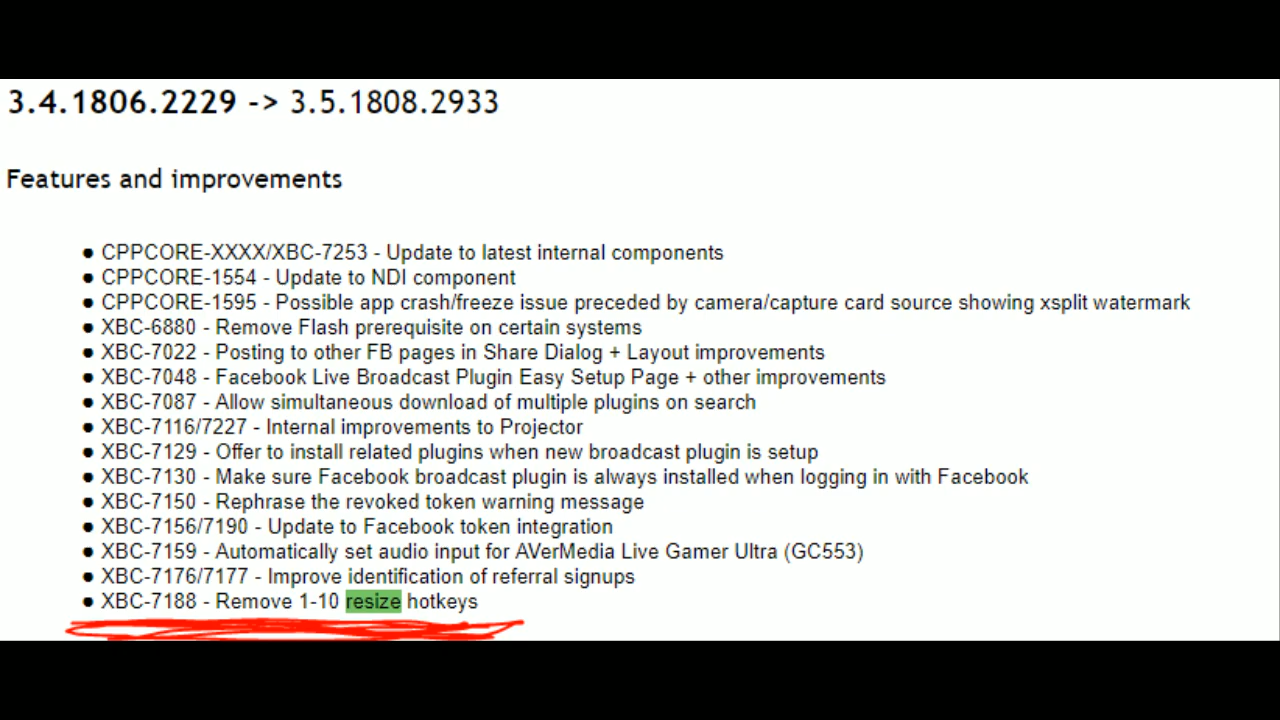 3.4.1806.2229 -> 3.5.1808.2933
Features and improvements
● CPPCORE-XXXX/XBC-7253 - Update to latest internal components
● CPPCORE-1554 - Update to NDI component
● CPPCORE-1595 - Possible app crash/freeze issue preceded by camera/capture card source showing xsplit watermark
● XBC-6880 - Remove Flash prerequisite on certain systems
● XBC-7022 - Posting to other FB pages in Share Dialog + Layout improvements
● XBC-7048 - Facebook Live Broadcast Plugin Easy Setup Page + other improvements
● XBC-7087 - Allow simultaneous download of multiple plugins on search
● XBC-7116/7227 - Internal improvements to Projector
● XBC-7129 - Offer to install related plugins when new broadcast plugin is setup
● XBC-7130 - Make sure Facebook broadcast plugin is always installed when logging in with Facebook
● XBC-7150 - Rephrase the revoked token warning message
● XBC-7156/7190 - Update to Facebook token integration
● XBC-7159 - Automatically set audio input for AVerMedia Live Gamer Ultra (GC553)
● XBC-7176/7177 - Improve identification of referral signups
● XBC-7188 - Remove 1-10 resize hotkeys